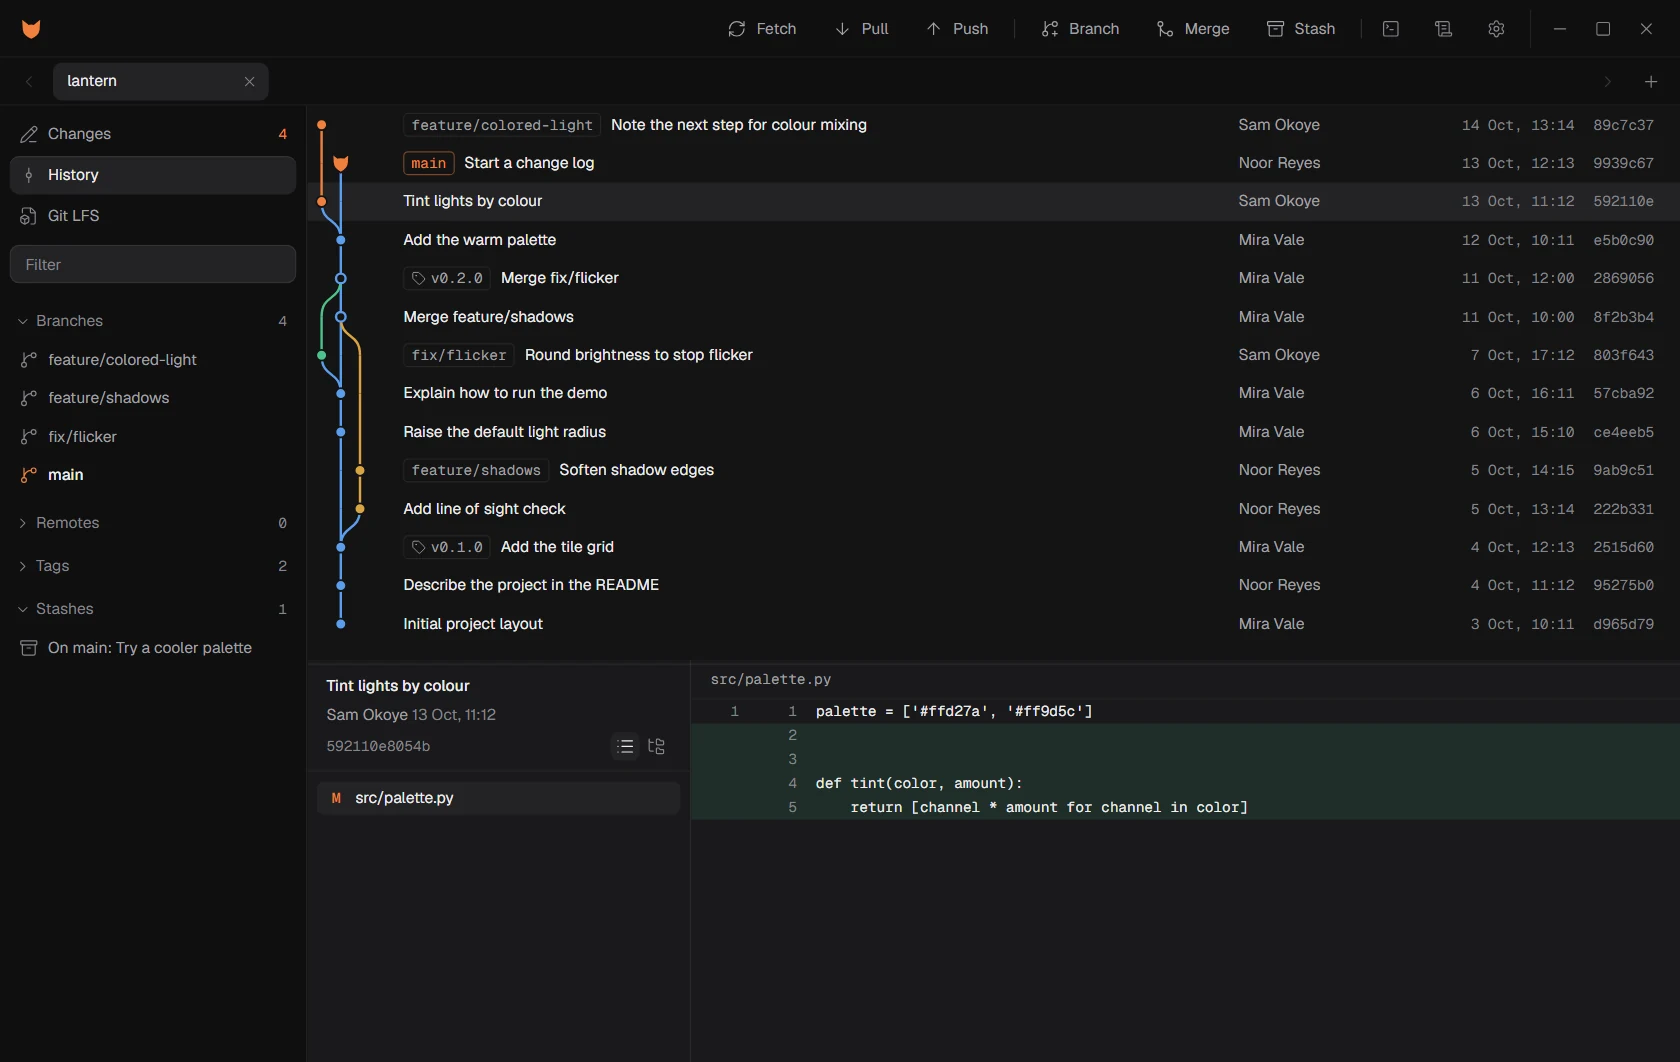 Fetch Pull Push Branch Merge Stash
lantern
Changes 4
History
Git LFS
Filter
Branches 4
feature/colored-light
feature/shadows
fix/flicker
main
Remotes 0
Tags 2
Stashes 1
On main: Try a cooler palette
feature/colored-light Note the next step for colour mixing Sam Okoye 14 Oct, 13:14 89c7c37
main Start a change log Noor Reyes 13 Oct, 12:13 9939c67
Tint lights by colour Sam Okoye 13 Oct, 11:12 592110e
Add the warm palette Mira Vale 12 Oct, 10:11 e5b0c90
v0.2.0 Merge fix/flicker Mira Vale 11 Oct, 12:00 2869056
Merge feature/shadows Mira Vale 11 Oct, 10:00 8f2b3b4
fix/flicker Round brightness to stop flicker Sam Okoye 7 Oct, 17:12 803f643
Explain how to run the demo Mira Vale 6 Oct, 16:11 57cba92
Raise the default light radius Mira Vale 6 Oct, 15:10 ce4eeb5
feature/shadows Soften shadow edges Noor Reyes 5 Oct, 14:15 9ab9c51
Add line of sight check Noor Reyes 5 Oct, 13:14 222b331
v0.1.0 Add the tile grid Mira Vale 4 Oct, 12:13 2515d60
Describe the project in the README Noor Reyes 4 Oct, 11:12 95275b0
Initial project layout Mira Vale 3 Oct, 10:11 d965d79
Tint lights by colour
Sam Okoye 13 Oct, 11:12
592110e8054b
M src/palette.py
src/palette.py
1 1 palette = ['#ffd27a', '#ff9d5c']
2
3
4 def tint(color, amount):
5 return [channel * amount for channel in color]